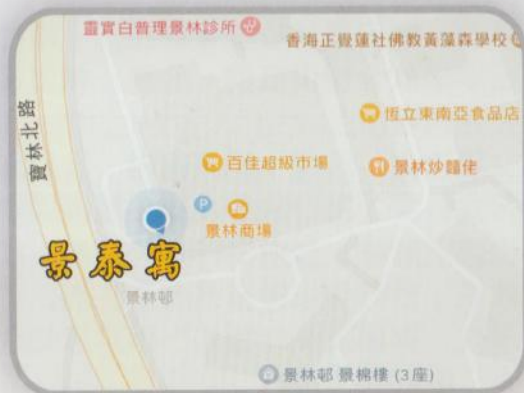 靈實白普理景林診所
香海正覺蓮社佛教黃藻森學校
寶林北路
恆立東南亞食品店
百佳超級市場
景林炒麵佬
P
景林商場
景泰寓
景林邨
景林邨 景棉樓 (3座)